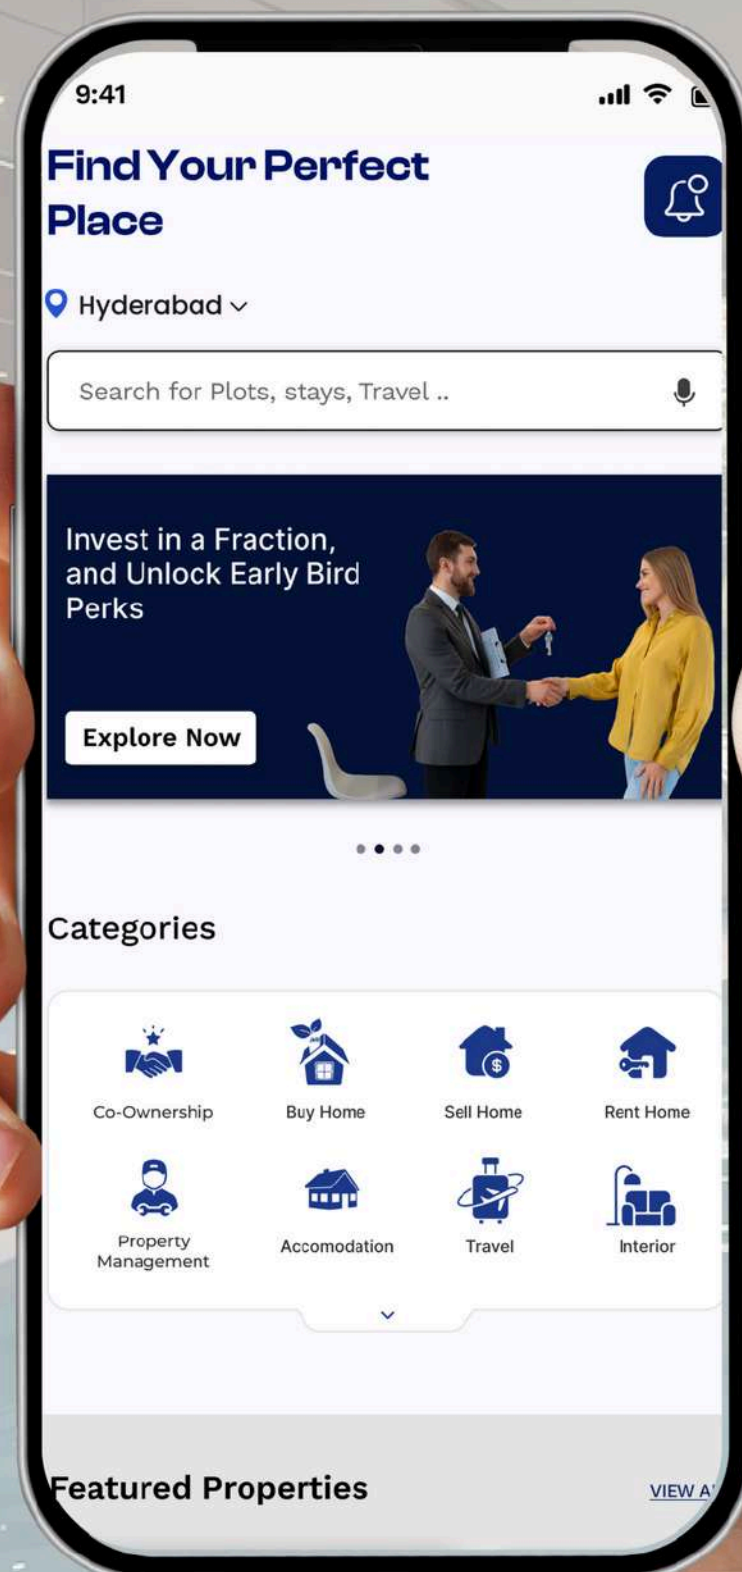 9:41
Find Your Perfect
Place
Hyderabad
Search for Plots, stays, Travel ..
Invest in a Fraction,
and Unlock Early Bird
Perks
Explore Now
Categories
Co-Ownership
Buy Home
Sell Home
Rent Home
Property
Management
Accomodation
Travel
Interior
Featured Properties
VIEW